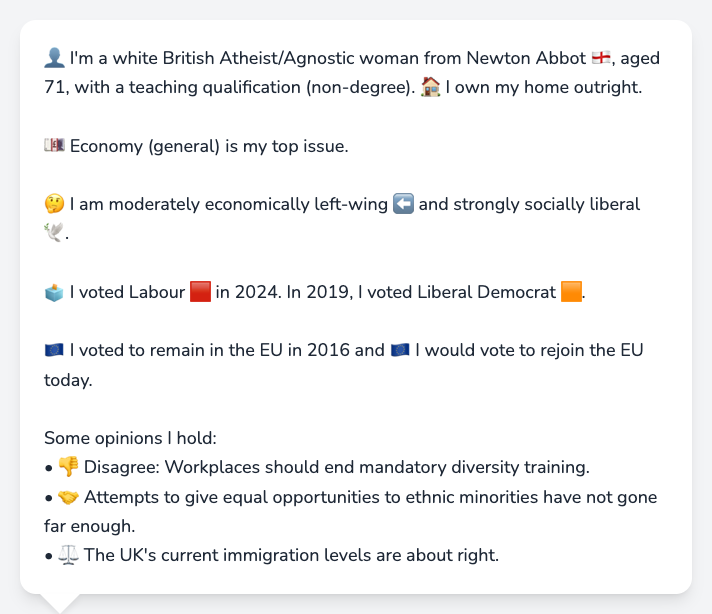 👤 I'm a white British Atheist/Agnostic woman from Newton Abbot 🏴󠁧󠁢󠁥󠁮󠁧󠁿, aged
71, with a teaching qualification (non-degree). 🏠 I own my home outright.
💷 Economy (general) is my top issue.
🤔 I am moderately economically left-wing ⬅️ and strongly socially liberal
🕊️.
🗳️ I voted Labour 🟥 in 2024. In 2019, I voted Liberal Democrat 🟧.
🇪🇺 I voted to remain in the EU in 2016 and 🇪🇺 I would vote to rejoin the EU
today.
Some opinions I hold:
• 👎 Disagree: Workplaces should end mandatory diversity training.
• 🤝 Attempts to give equal opportunities to ethnic minorities have not gone
far enough.
• ⚖️ The UK's current immigration levels are about right.